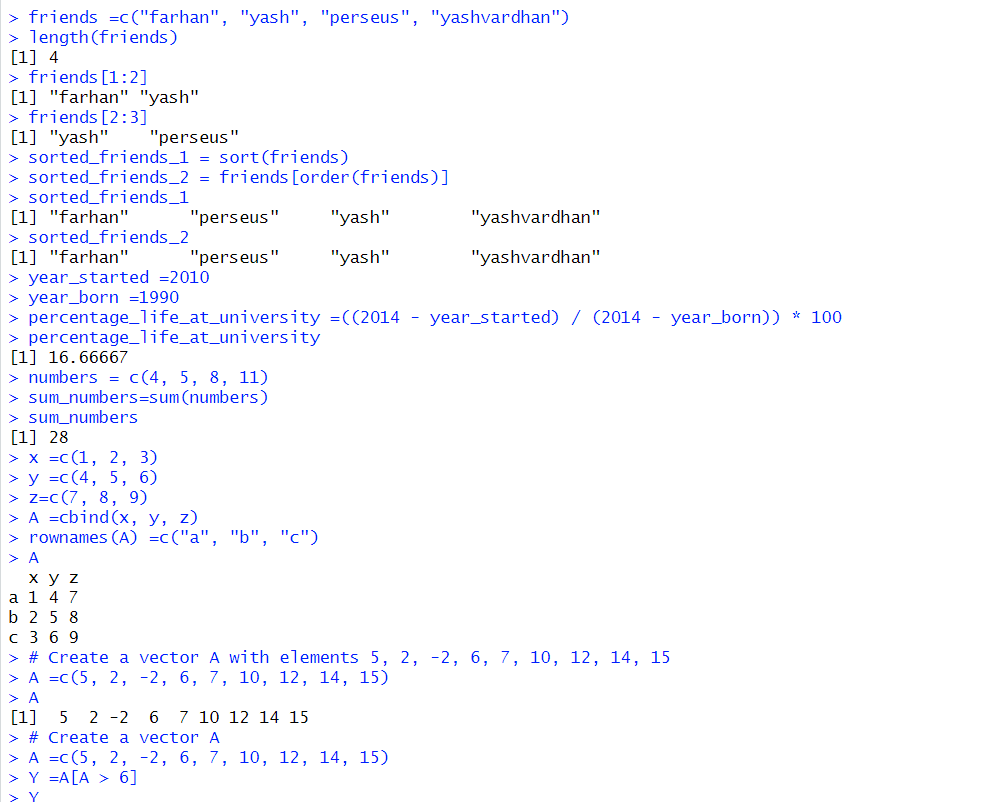 > friends =c("farhan", "yash", "perseus", "yashvardhan")
> length(friends)
[1] 4
> friends[1:2]
[1] "farhan" "yash"
> friends[2:3]
[1] "yash"    "perseus"
> sorted_friends_1 = sort(friends)
> sorted_friends_2 = friends[order(friends)]
> sorted_friends_1
[1] "farhan"      "perseus"     "yash"        "yashvardhan"
> sorted_friends_2
[1] "farhan"      "perseus"     "yash"        "yashvardhan"
> year_started =2010
> year_born =1990
> percentage_life_at_university =((2014 - year_started) / (2014 - year_born)) * 100
> percentage_life_at_university
[1] 16.66667
> numbers = c(4, 5, 8, 11)
> sum_numbers=sum(numbers)
> sum_numbers
[1] 28
> x =c(1, 2, 3)
> y =c(4, 5, 6)
> z=c(7, 8, 9)
> A =cbind(x, y, z)
> rownames(A) =c("a", "b", "c")
> A
  x y z
a 1 4 7
b 2 5 8
c 3 6 9
> # Create a vector A with elements 5, 2, -2, 6, 7, 10, 12, 14, 15
> A =c(5, 2, -2, 6, 7, 10, 12, 14, 15)
> A
[1]  5  2 -2  6  7 10 12 14 15
> # Create a vector A
> A =c(5, 2, -2, 6, 7, 10, 12, 14, 15)
> Y =A[A > 6]
> Y